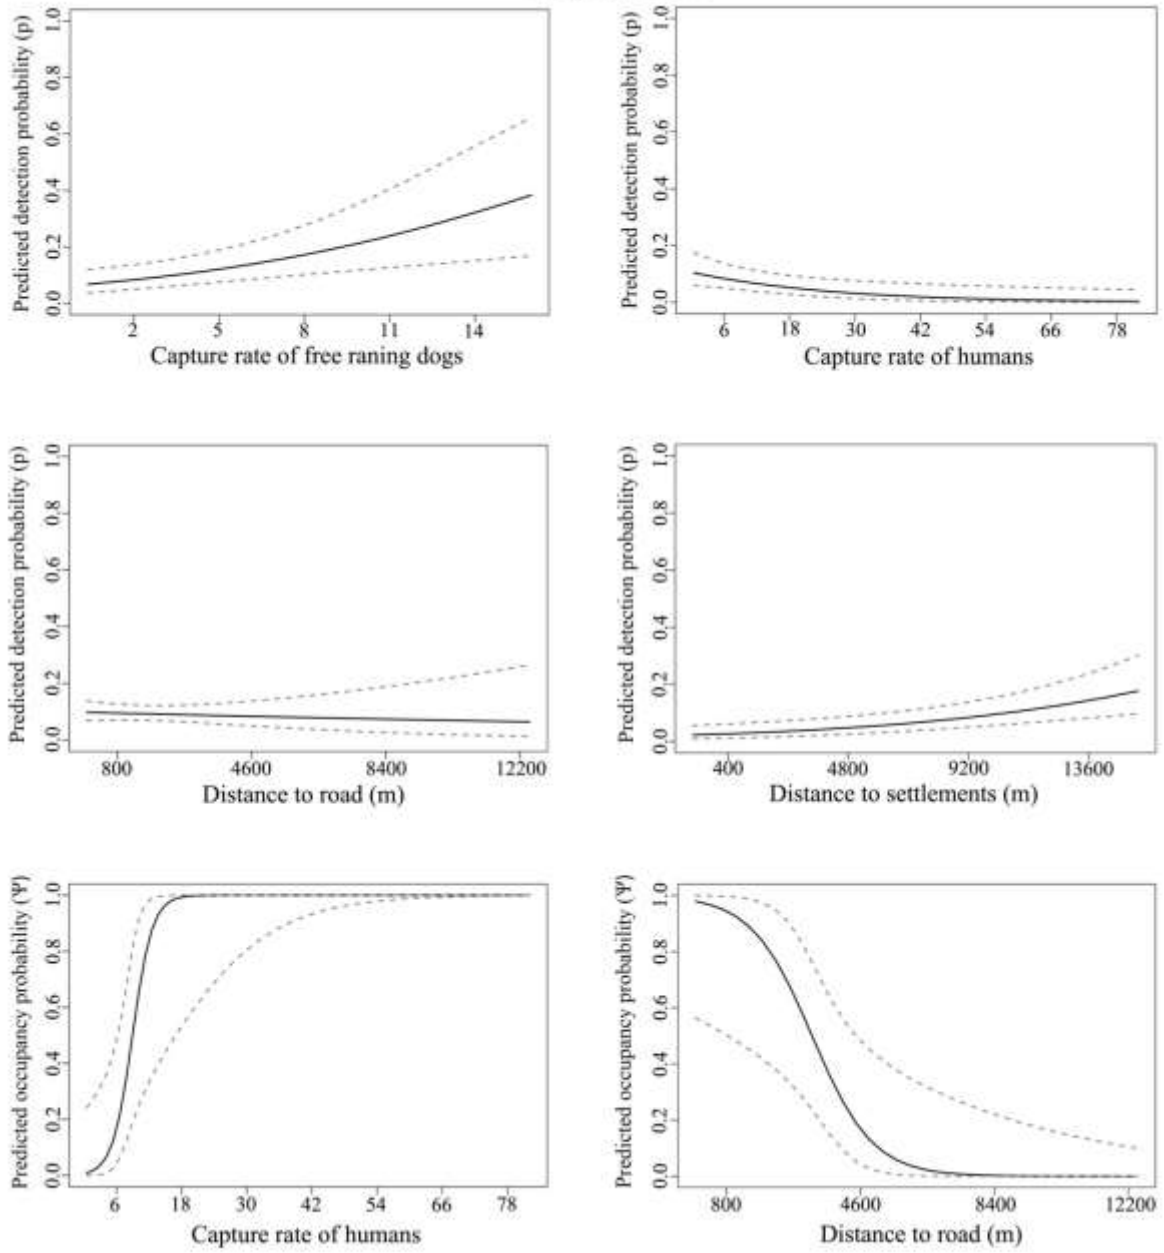 Predicted detection probability (p)
0.0 0.2 0.4 0.6 0.8 1.0
2 5 8 11 14
Capture rate of free raning dogs
Predicted detection probability (p)
0.0 0.2 0.4 0.6 0.8 1.0
6 18 30 42 54 66 78
Capture rate of humans
Predicted detection probability (p)
0.0 0.2 0.4 0.6 0.8 1.0
800 4600 8400 12200
Distance to road (m)
Predicted detection probability (p)
0.0 0.2 0.4 0.6 0.8 1.0
400 4800 9200 13600
Distance to settlements (m)
Predicted occupancy probability (Ψ)
0.0 0.2 0.4 0.6 0.8 1.0
6 18 30 42 54 66 78
Capture rate of humans
Predicted occupancy probability (Ψ)
0.0 0.2 0.4 0.6 0.8 1.0
800 4600 8400 12200
Distance to road (m)